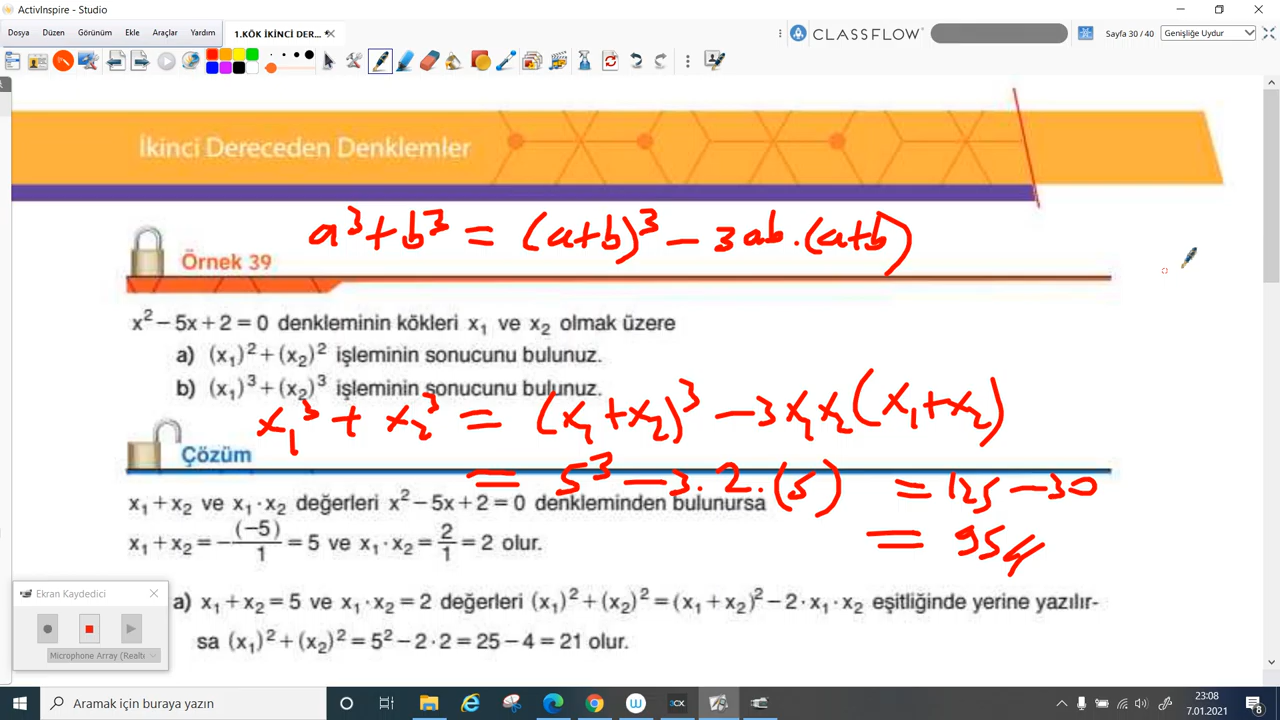 ActivInspire - Studio
Dosya Düzen Görünüm Ekle Araçlar Yardım
1.KÖK İKİNCİ DER...
CLASSFLOW
Sayfa 30 / 40
Genişliğe Uydur
İkinci Dereceden Denklemler
a³+b³ = (a+b)³ - 3ab.(a+b)
Örnek 39
x² - 5x + 2 = 0 denkleminin kökleri x₁ ve x₂ olmak üzere
a) (x₁)² + (x₂)² işleminin sonucunu bulunuz.
b) (x₁)³ + (x₂)³ işleminin sonucunu bulunuz.
x₁³ + x₂³ = (x₁+x₂)³ - 3x₁x₂(x₁+x₂)
Çözüm
= 5³ - 3.2.(5) = 125 - 30
x₁ + x₂ ve x₁ · x₂ değerleri x² - 5x + 2 = 0 denkleminden bulunursa
= 95
x₁ + x₂ = -(-5)/1 = 5 ve x₁ · x₂ = 2/1 = 2 olur.
a) x₁ + x₂ = 5 ve x₁ · x₂ = 2 değerleri (x₁)² + (x₂)² = (x₁ + x₂)² - 2 · x₁ · x₂ eşitliğinde yerine yazılır-
sa (x₁)² + (x₂)² = 5² - 2 · 2 = 25 - 4 = 21 olur.
Ekran Kaydedici
Microphone Array (Realte
Aramak için buraya yazın
3CX
23:08
7.01.2021
8